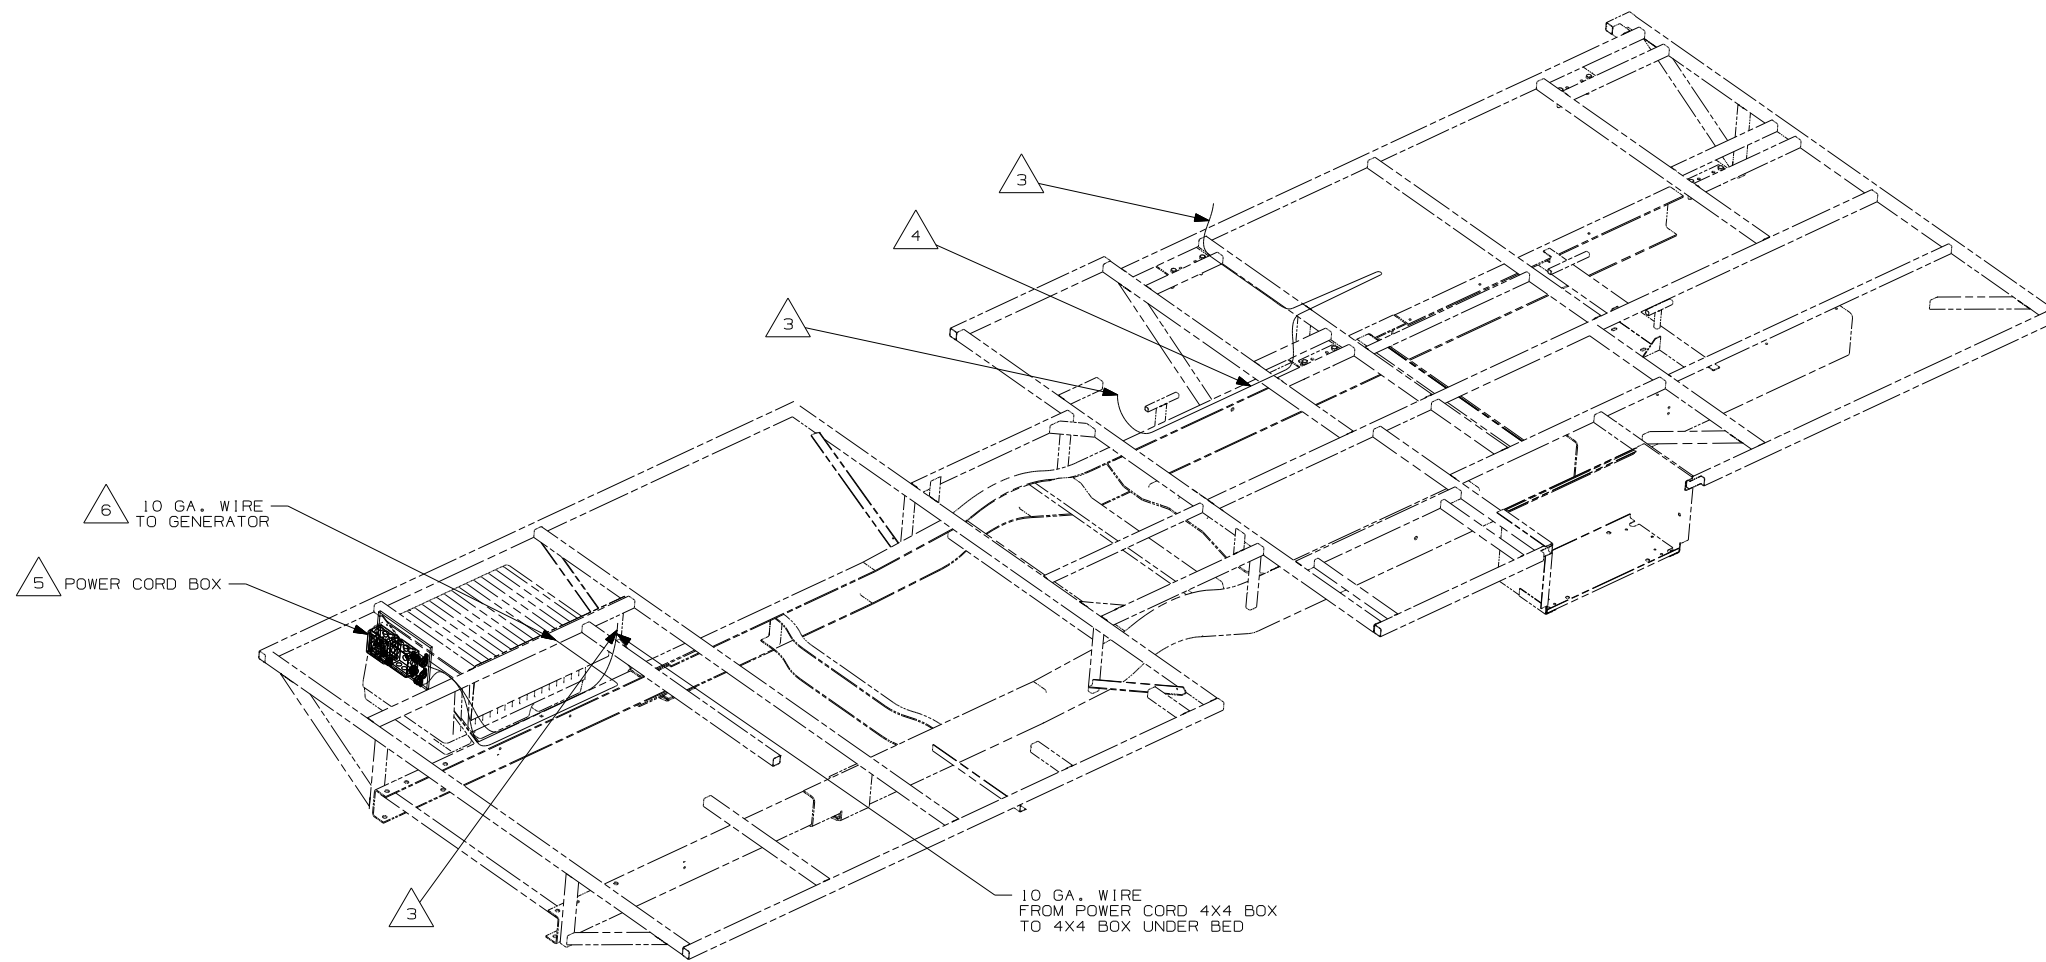 3
4
3
6 10 GA. WIRE
TO GENERATOR
5 POWER CORD BOX
3
10 GA. WIRE
FROM POWER CORD 4X4 BOX
TO 4X4 BOX UNDER BED